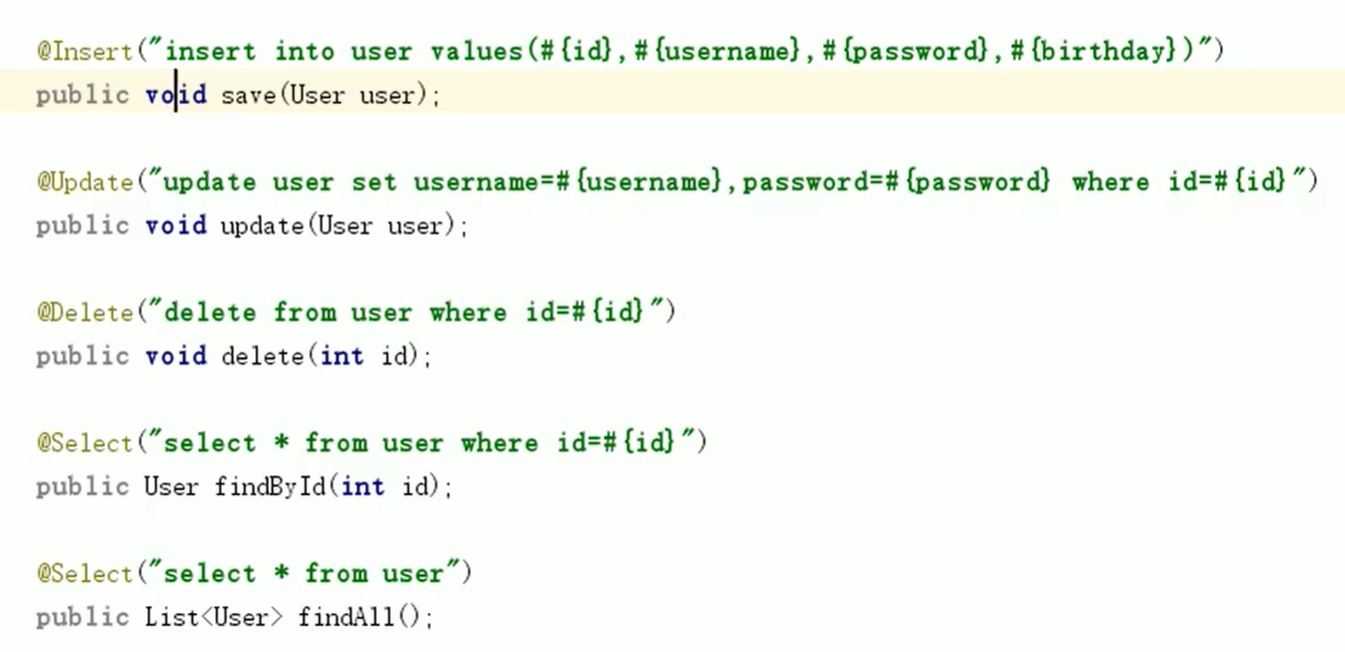 @Insert("insert into user values(#{id},#{username},#{password},#{birthday})")
public void save(User user);
@Update("update user set username=#{username},password=#{password} where id=#{id}")
public void update(User user);
@Delete("delete from user where id=#{id}")
public void delete(int id);
@Select("select * from user where id=#{id}")
public User findById(int id);
@Select("select * from user")
public List<User> findAll();